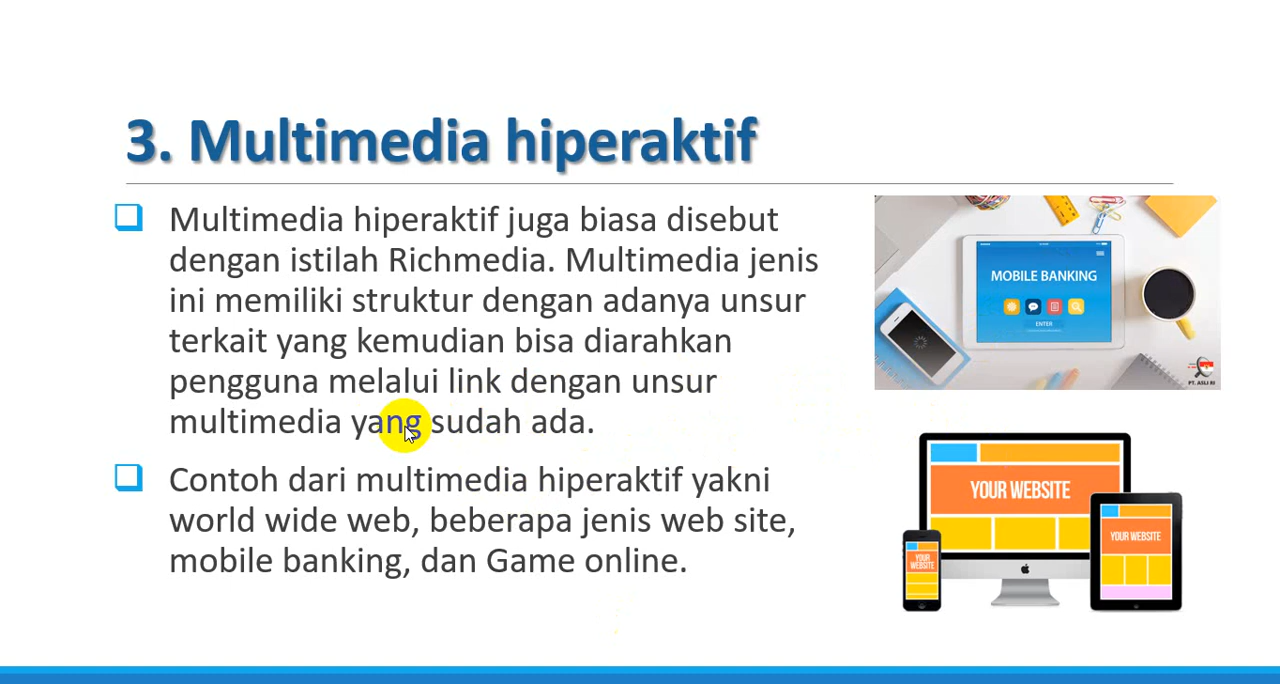 3. Multimedia hiperaktif
Multimedia hiperaktif juga biasa disebut
dengan istilah Richmedia. Multimedia jenis
ini memiliki struktur dengan adanya unsur
terkait yang kemudian bisa diarahkan
pengguna melalui link dengan unsur
multimedia yang sudah ada.
Contoh dari multimedia hiperaktif yakni
world wide web, beberapa jenis web site,
mobile banking, dan Game online.
MOBILE BANKING
ENTER
PT. ASLI RI
YOUR WEBSITE
YOUR WEBSITE
YOUR
WEBSITE